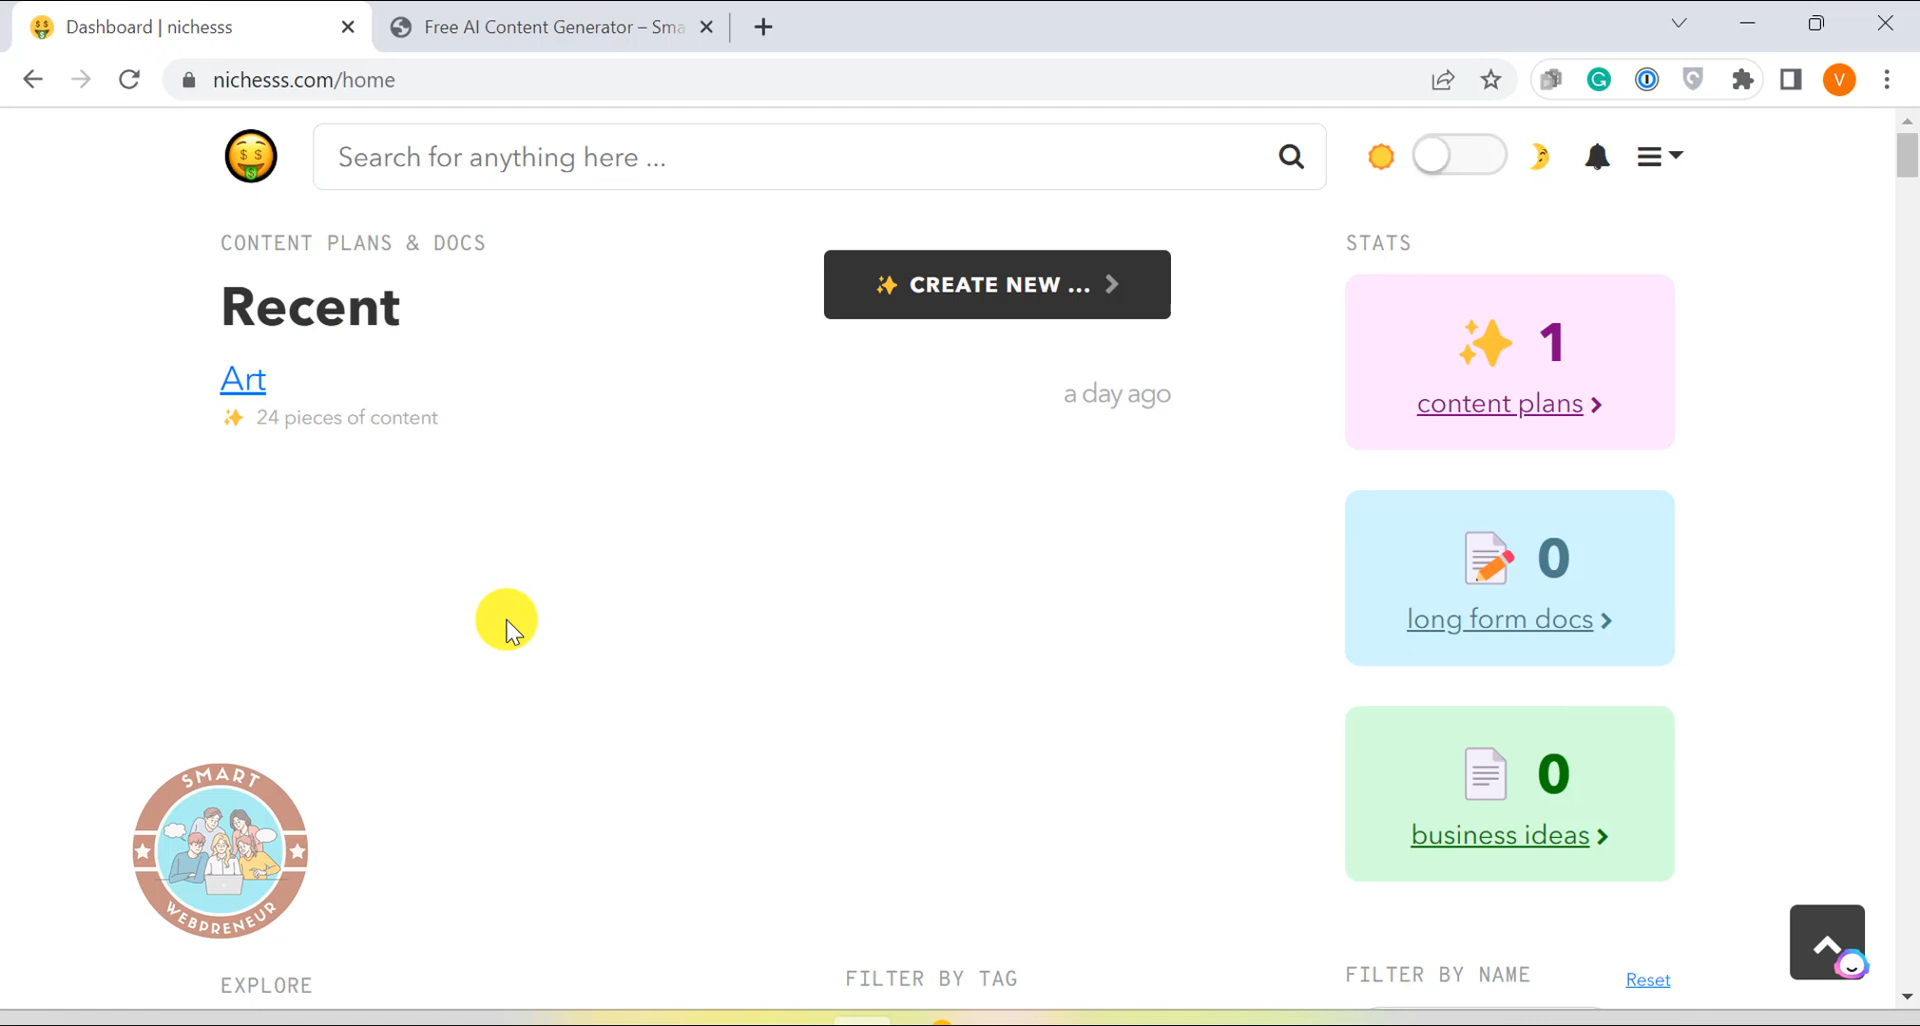 Dashboard | nichesss
Free AI Content Generator – Sma
nichesss.com/home
V
Search for anything here ...
CONTENT PLANS & DOCS
✨ CREATE NEW ...
STATS
Recent
Art
a day ago
✨ 24 pieces of content
1
content plans
0
long form docs
0
business ideas
SMART
WEBPRENEUR
EXPLORE
FILTER BY TAG
FILTER BY NAME
Reset